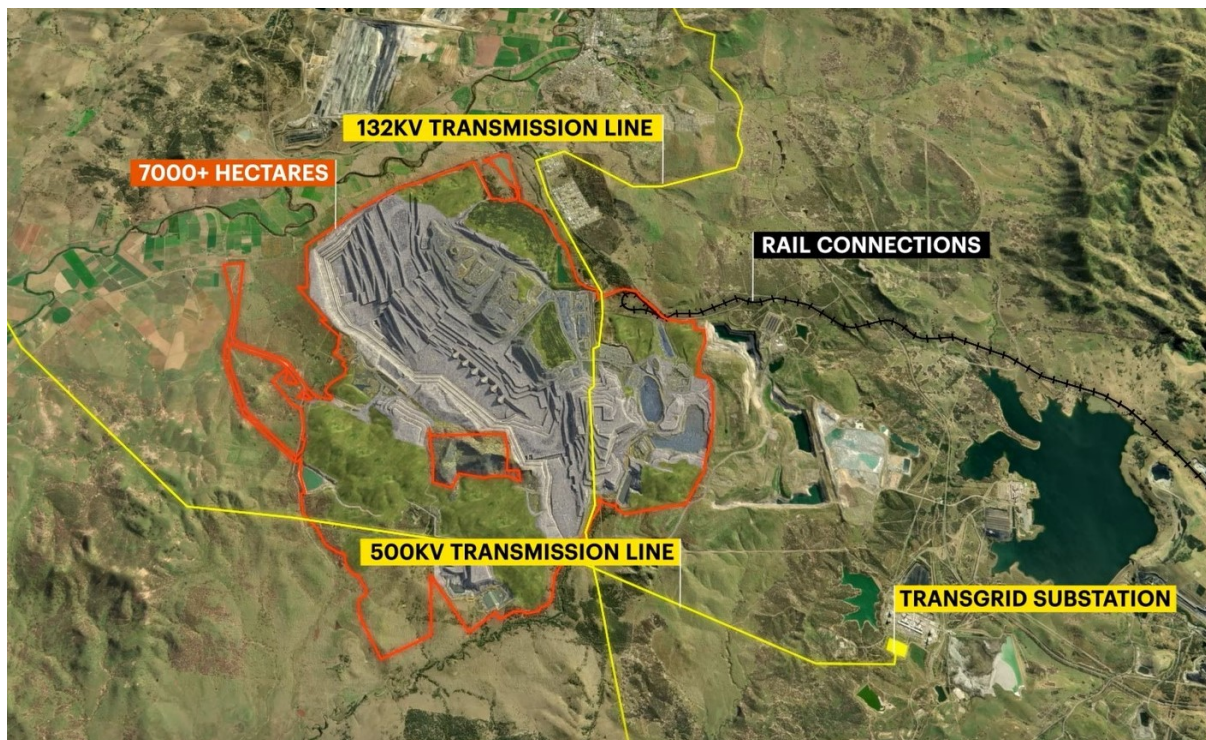 132KV TRANSMISSION LINE
7000+ HECTARES
RAIL CONNECTIONS
500KV TRANSMISSION LINE
TRANSGRID SUBSTATION